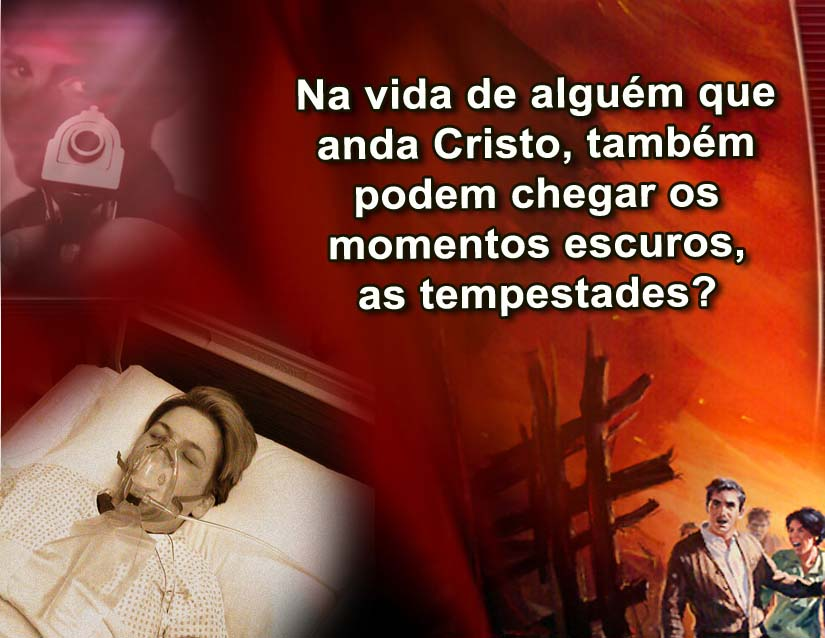 Na vida de alguém que
anda Cristo, também
podem chegar os
momentos escuros,
as tempestades?